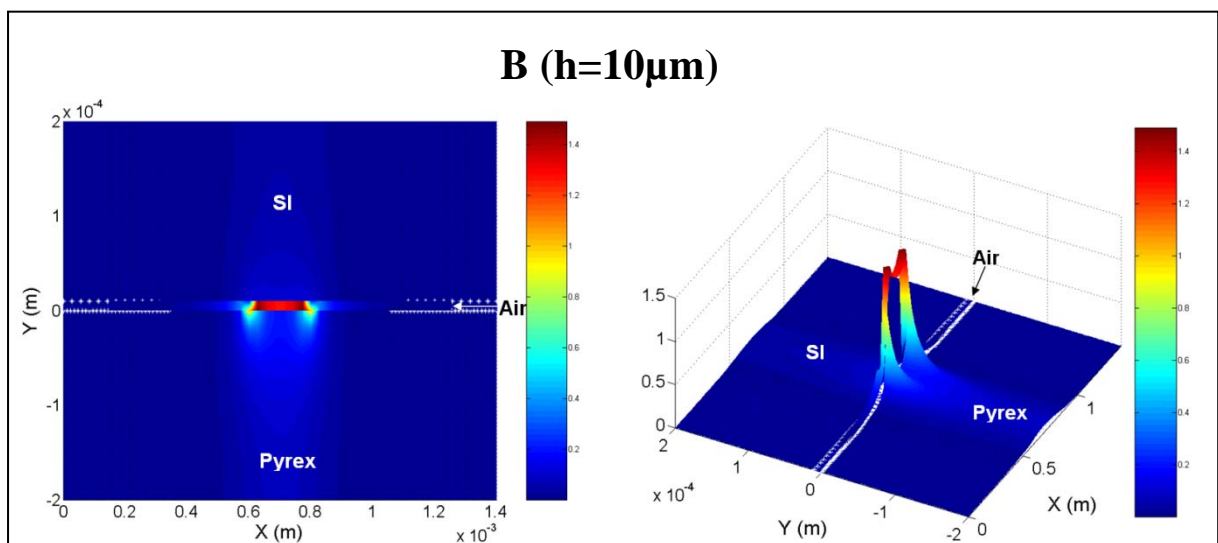 B (h=10µm)
x 10⁻⁴
2
1
0
-1
-2
Y (m)
SI
Air
Pyrex
0 0.2 0.4 0.6 0.8 1 1.2 1.4
X (m)
x 10⁻³
1.4
1.2
1
0.8
0.6
0.4
0.2
1.5
1
0.5
0
Air
SI
Pyrex
2 1 0 -1 -2
x 10⁻⁴
Y (m)
0 0.5 1
X (m)
1.4
1.2
1
0.8
0.6
0.4
0.2